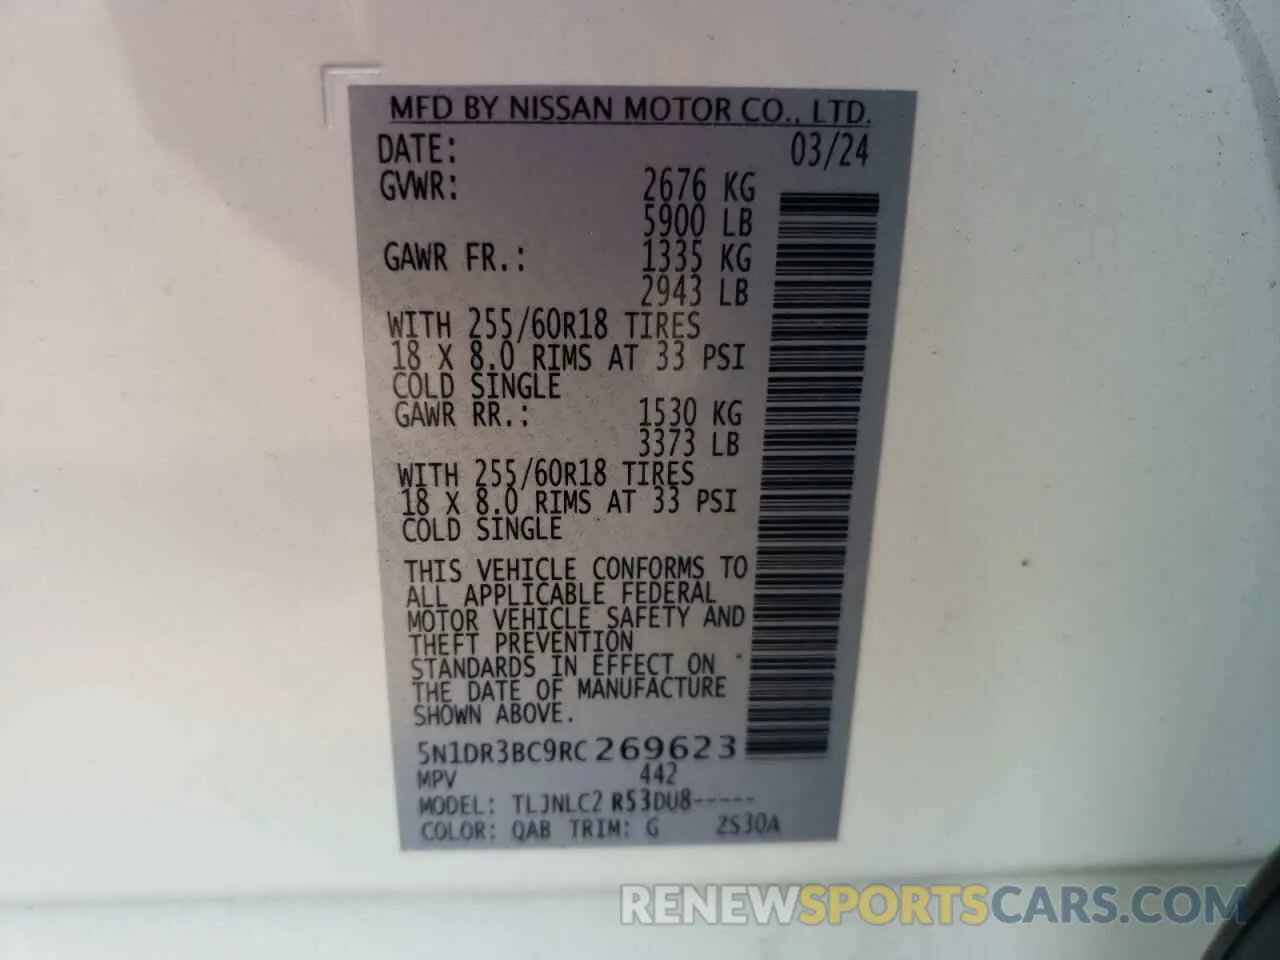 MFD BY NISSAN MOTOR CO., LTD.
DATE: 03/24
GVWR: 2676 KG
5900 LB
GAWR FR.: 1335 KG
2943 LB
WITH 255/60R18 TIRES
18 X 8.0 RIMS AT 33 PSI
COLD SINGLE
GAWR RR.: 1530 KG
3373 LB
WITH 255/60R18 TIRES
18 X 8.0 RIMS AT 33 PSI
COLD SINGLE
THIS VEHICLE CONFORMS TO
ALL APPLICABLE FEDERAL
MOTOR VEHICLE SAFETY AND
THEFT PREVENTION
STANDARDS IN EFFECT ON
THE DATE OF MANUFACTURE
SHOWN ABOVE.
5N1DR3BC9RC269623
MPV 442
MODEL: TLJNLC2 R53DU8-----
COLOR: QAB TRIM: G 2S30A
RENEWSPORTSCARS.COM